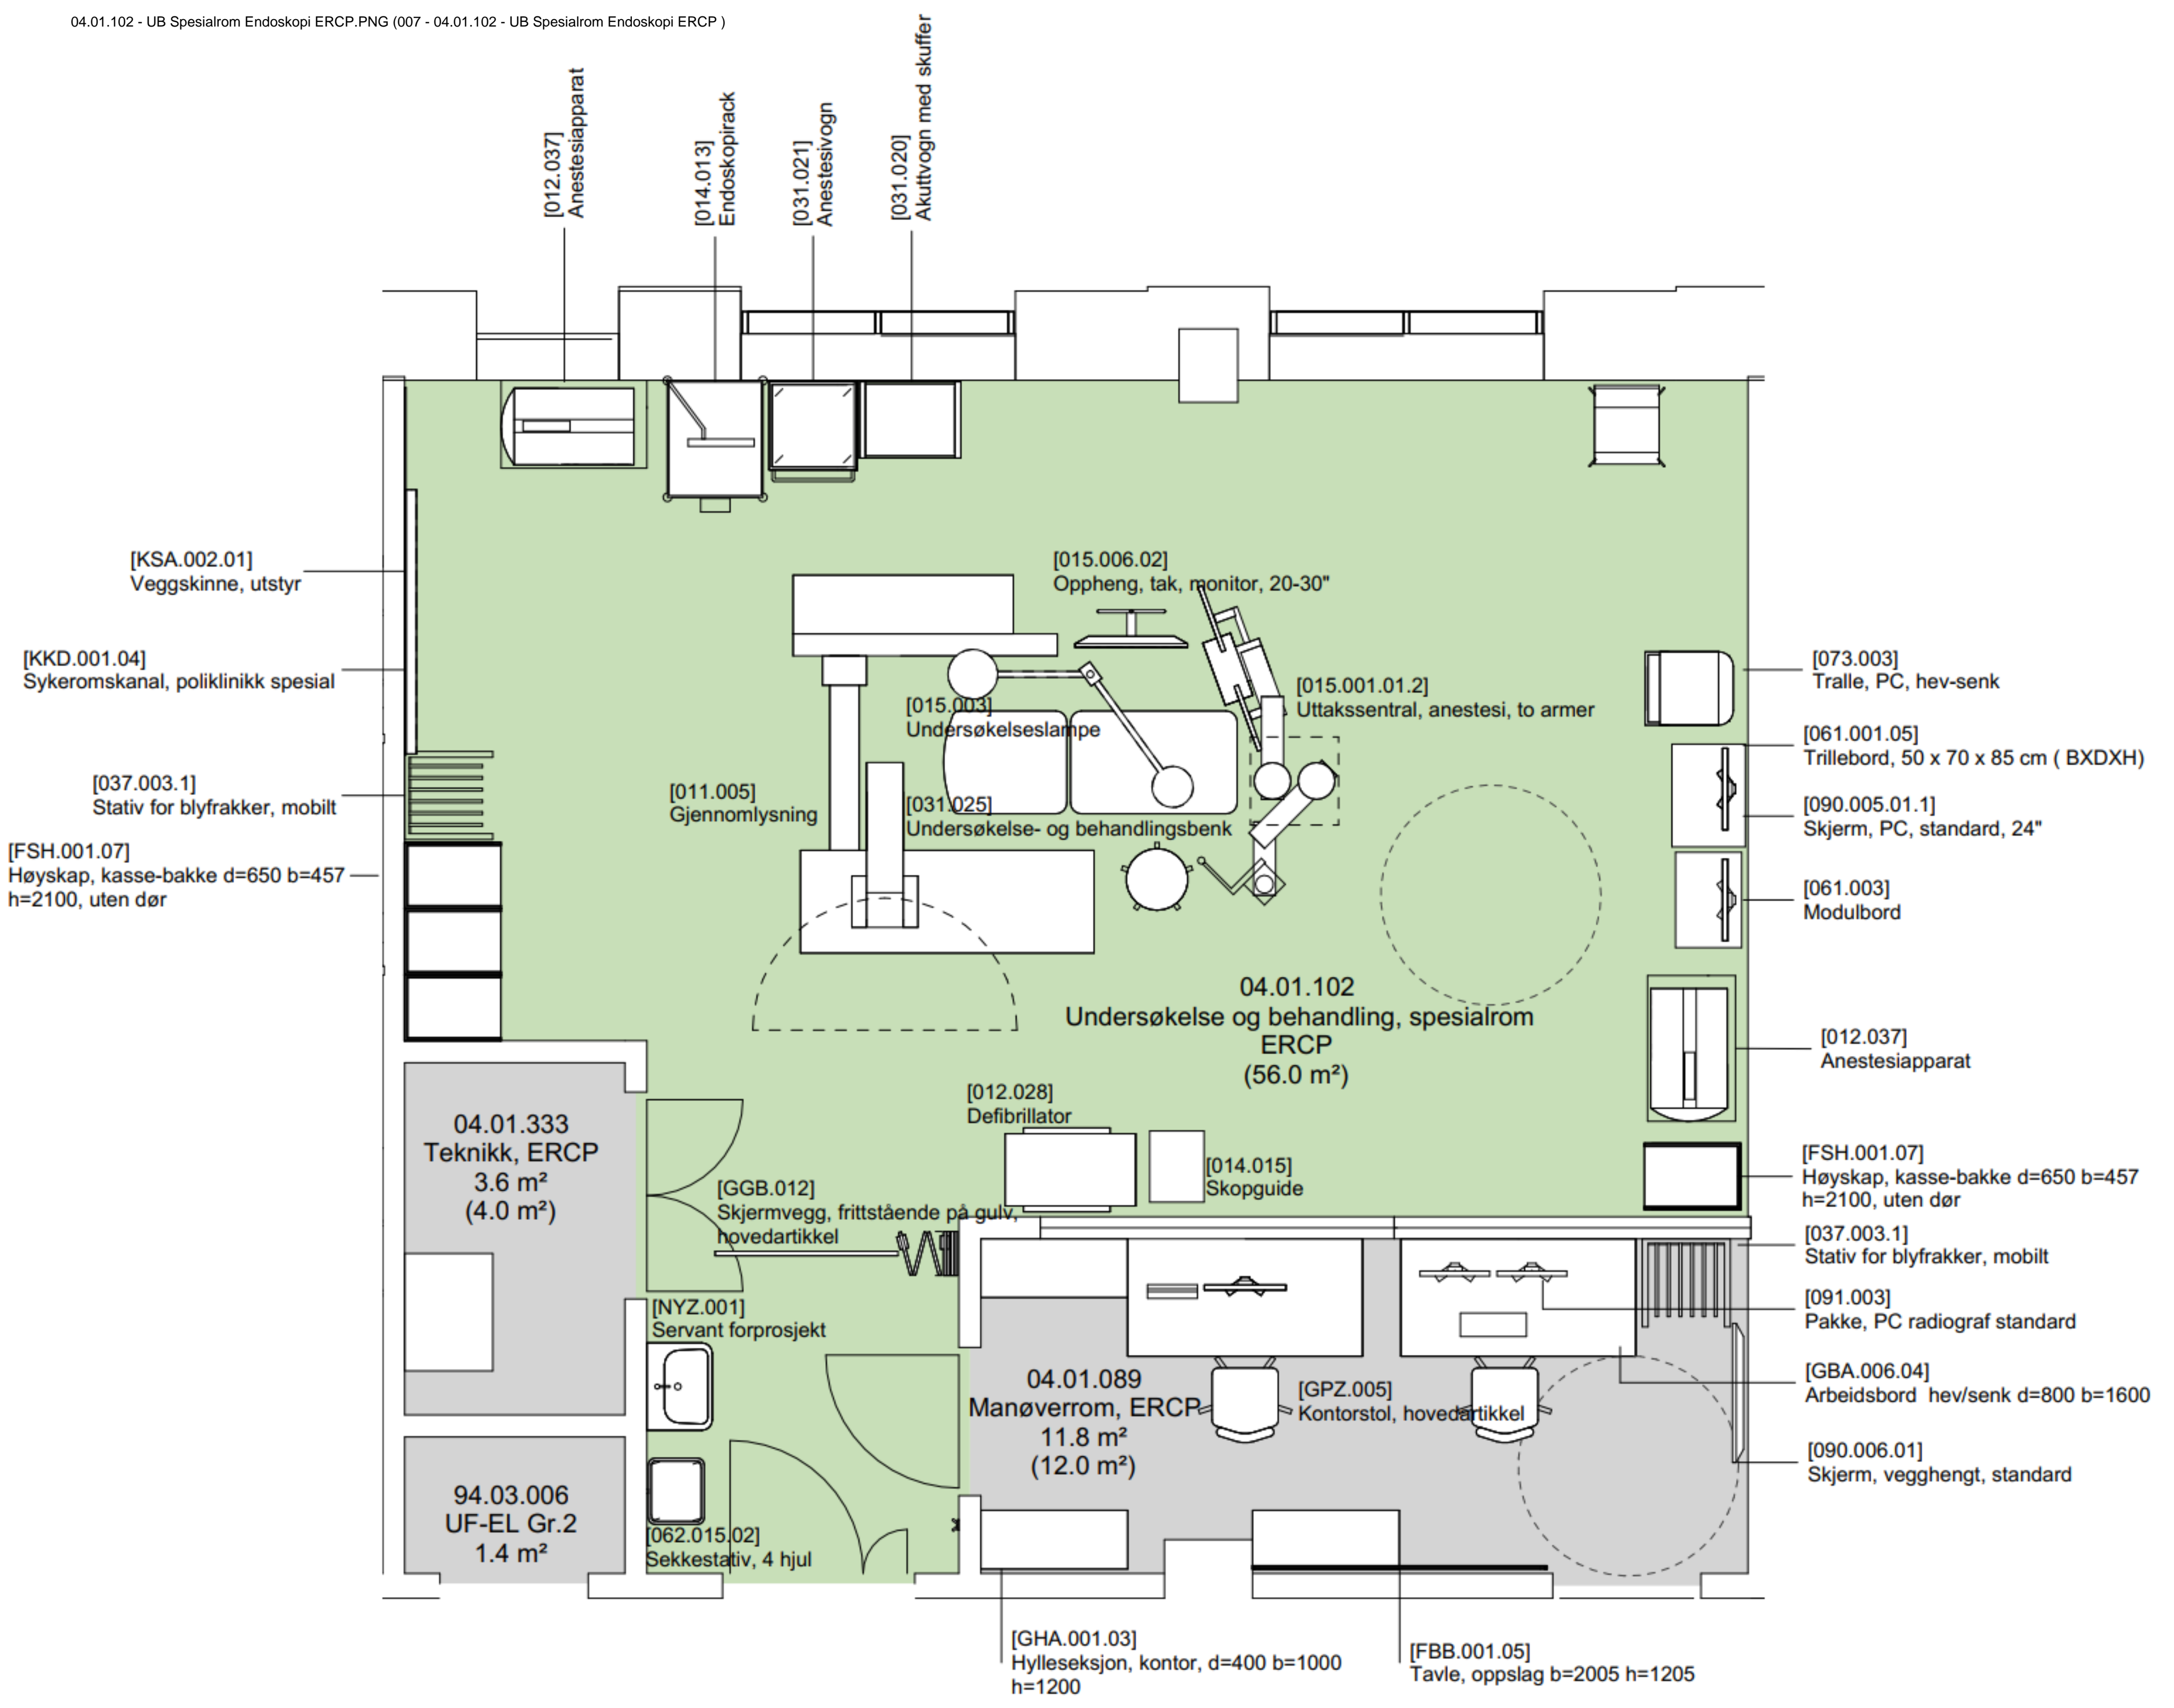 04.01.102 - UB Spesialrom Endoskopi ERCP.PNG (007 - 04.01.102 - UB Spesialrom Endoskopi ERCP )
[012.037]
Anestesiapparat
[014.013]
Endoskopirack
[031.021]
Anestesivogn
[031.020]
Akuttvogn med skuffer
[KSA.002.01]
Veggskinne, utstyr
[KKD.001.04]
Sykeromskanal, poliklinikk spesial
[037.003.1]
Stativ for blyfrakker, mobilt
[FSH.001.07]
Høyskap, kasse-bakke d=650 b=457
h=2100, uten dør
[015.006.02]
Oppheng, tak, monitor, 20-30"
[015.003]
Undersøkelseslampe
[015.001.01.2]
Uttakssentral, anestesi, to armer
[011.005]
Gjennomlysning
[031.025]
Undersøkelse- og behandlingsbenk
[073.003]
Tralle, PC, hev-senk
[061.001.05]
Trillebord, 50 x 70 x 85 cm ( BXDXH)
[090.005.01.1]
Skjerm, PC, standard, 24"
[061.003]
Modulbord
04.01.102
Undersøkelse og behandling, spesialrom
ERCP
(56.0 m²)
[012.037]
Anestesiapparat
[012.028]
Defibrillator
[014.015]
Skopguide
[FSH.001.07]
Høyskap, kasse-bakke d=650 b=457
h=2100, uten dør
04.01.333
Teknikk, ERCP
3.6 m²
(4.0 m²)
[GGB.012]
Skjermvegg, frittstående på gulv,
hovedartikkel
[037.003.1]
Stativ for blyfrakker, mobilt
[091.003]
Pakke, PC radiograf standard
[NYZ.001]
Servant forprosjekt
04.01.089
Manøverrom, ERCP
11.8 m²
(12.0 m²)
[GPZ.005]
Kontorstol, hovedartikkel
[GBA.006.04]
Arbeidsbord  hev/senk d=800 b=1600
[090.006.01]
Skjerm, vegghengt, standard
94.03.006
UF-EL Gr.2
1.4 m²
[062.015.02]
Sekkestativ, 4 hjul
[GHA.001.03]
Hylleseksjon, kontor, d=400 b=1000
h=1200
[FBB.001.05]
Tavle, oppslag b=2005 h=1205